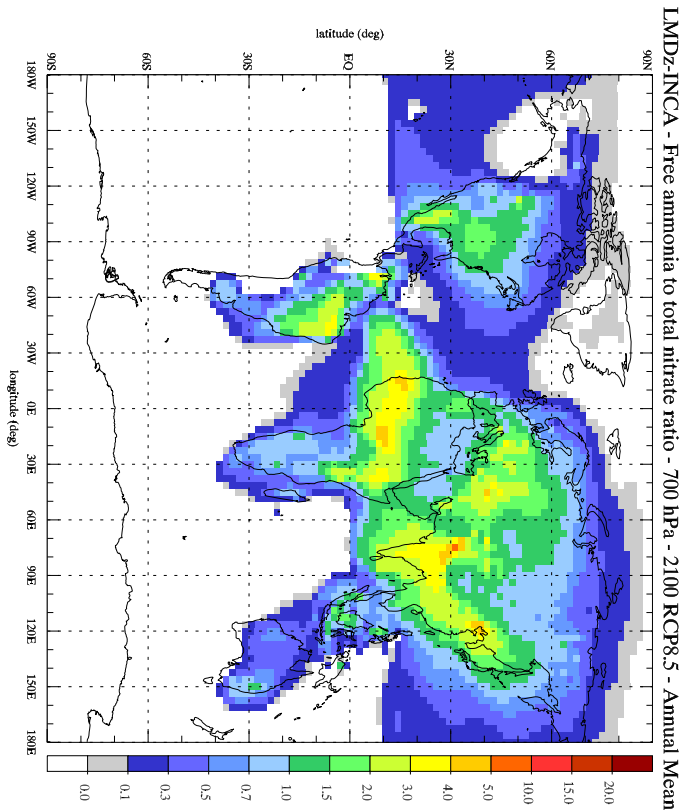 LMDz-INCA - Free ammonia to total nitrate ratio - 700 hPa - 2100 RCP8.5 - Annual Mean
latitude (deg)
90S 60S 30S EQ 30N 60N 90N
180W
150W
120W
90W
60W
30W
0E
30E
60E
90E
120E
150E
180E
longitude (deg)
0.0 0.1 0.3 0.5 0.7 1.0 1.5 2.0 3.0 4.0 5.0 10.0 15.0 20.0